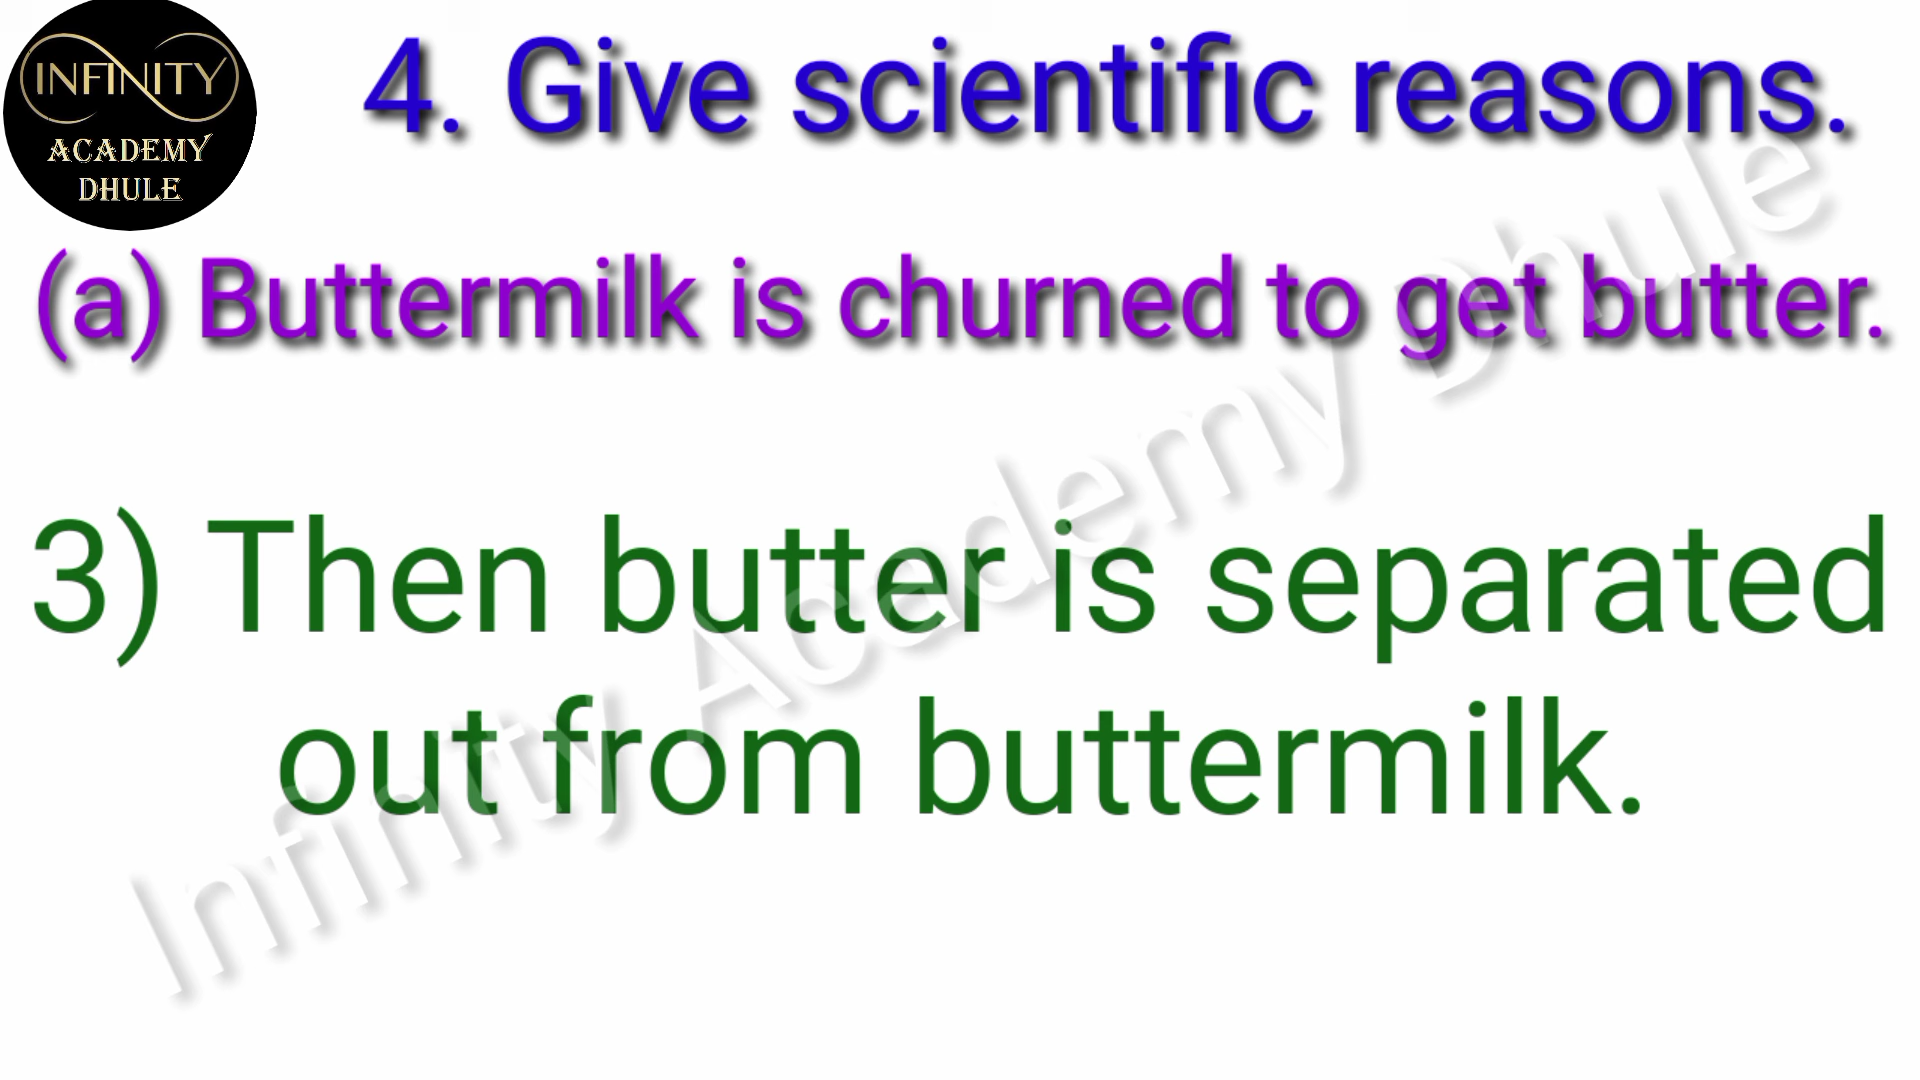 INFINITY
ACADEMY
DHULE
4. Give scientific reasons.
(a) Buttermilk is churned to get butter.
3) Then butter is separated
out from buttermilk.
Infinity Academy Dhule